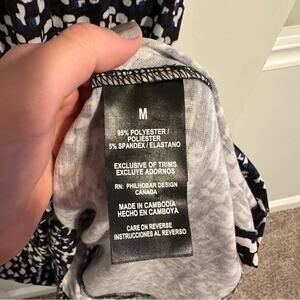 M
95% POLYESTER /
POLIÉSTER
5% SPANDEX / ELASTANO
EXCLUSIVE OF TRIMS
EXCLUYE ADORNOS
RN: PHILHOBAR DESIGN
CANADA
MADE IN CAMBODIA
HECHO EN CAMBOYA
CARE ON REVERSE
INSTRUCCIONES AL REVERSO